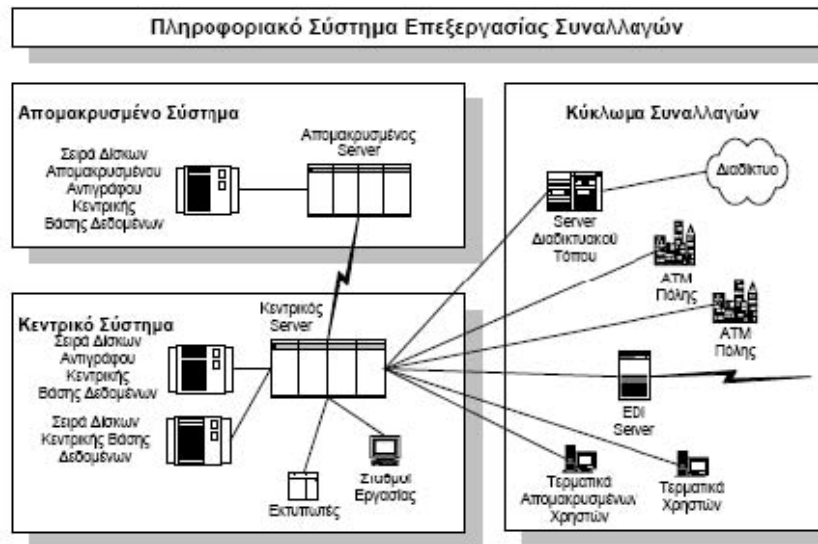 Πληροφοριακό Σύστημα Επεξεργασίας Συναλλαγών
Απομακρυσμένο Σύστημα
Σειρά Δίσκων
Απομακρυσμένου
Αντιγράφου
Κεντρικής
Βάσης Δεδομένων
Απομακρυσμένος
Server
Κεντρικό Σύστημα
Σειρά Δίσκων
Αντιγράφου
Κεντρικής
Βάσης Δεδομένων
Σειρά Δίσκων
Κεντρικής Βάσης
Δεδομένων
Κεντρικός
Server
Εκτυπωτές
Σταθμοί
Εργασίας
Κύκλωμα Συναλλαγών
Διαδίκτυο
Server
Διαδικτυακού
Τόπου
ATM
Πόλης
ATM
Πόλης
EDI
Server
Τερματικά
Απομακρυσμένων
Χρηστών
Τερματικά
Χρηστών